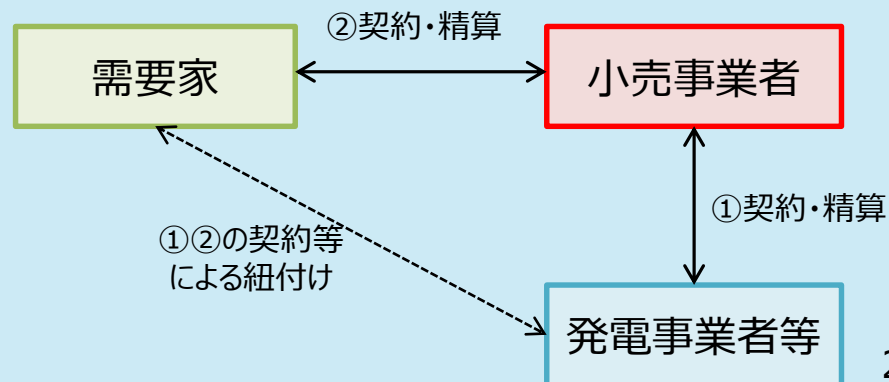 ②契約・精算
需要家
小売事業者
①契約・精算
①②の契約等
による紐付け
発電事業者等
2